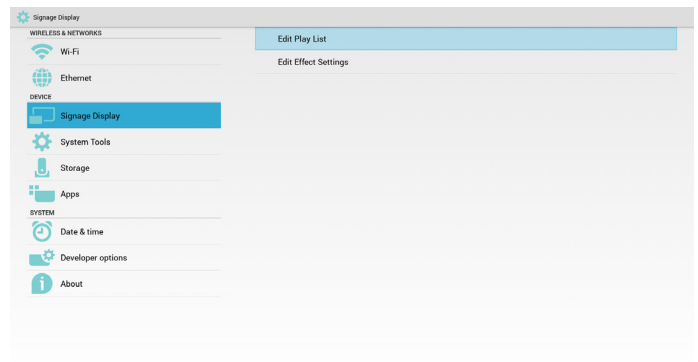 Signage Display
WIRELESS & NETWORKS
Wi-Fi
Ethernet
DEVICE
Signage Display
System Tools
Storage
Apps
SYSTEM
Date & time
Developer options
About
Edit Play List
Edit Effect Settings